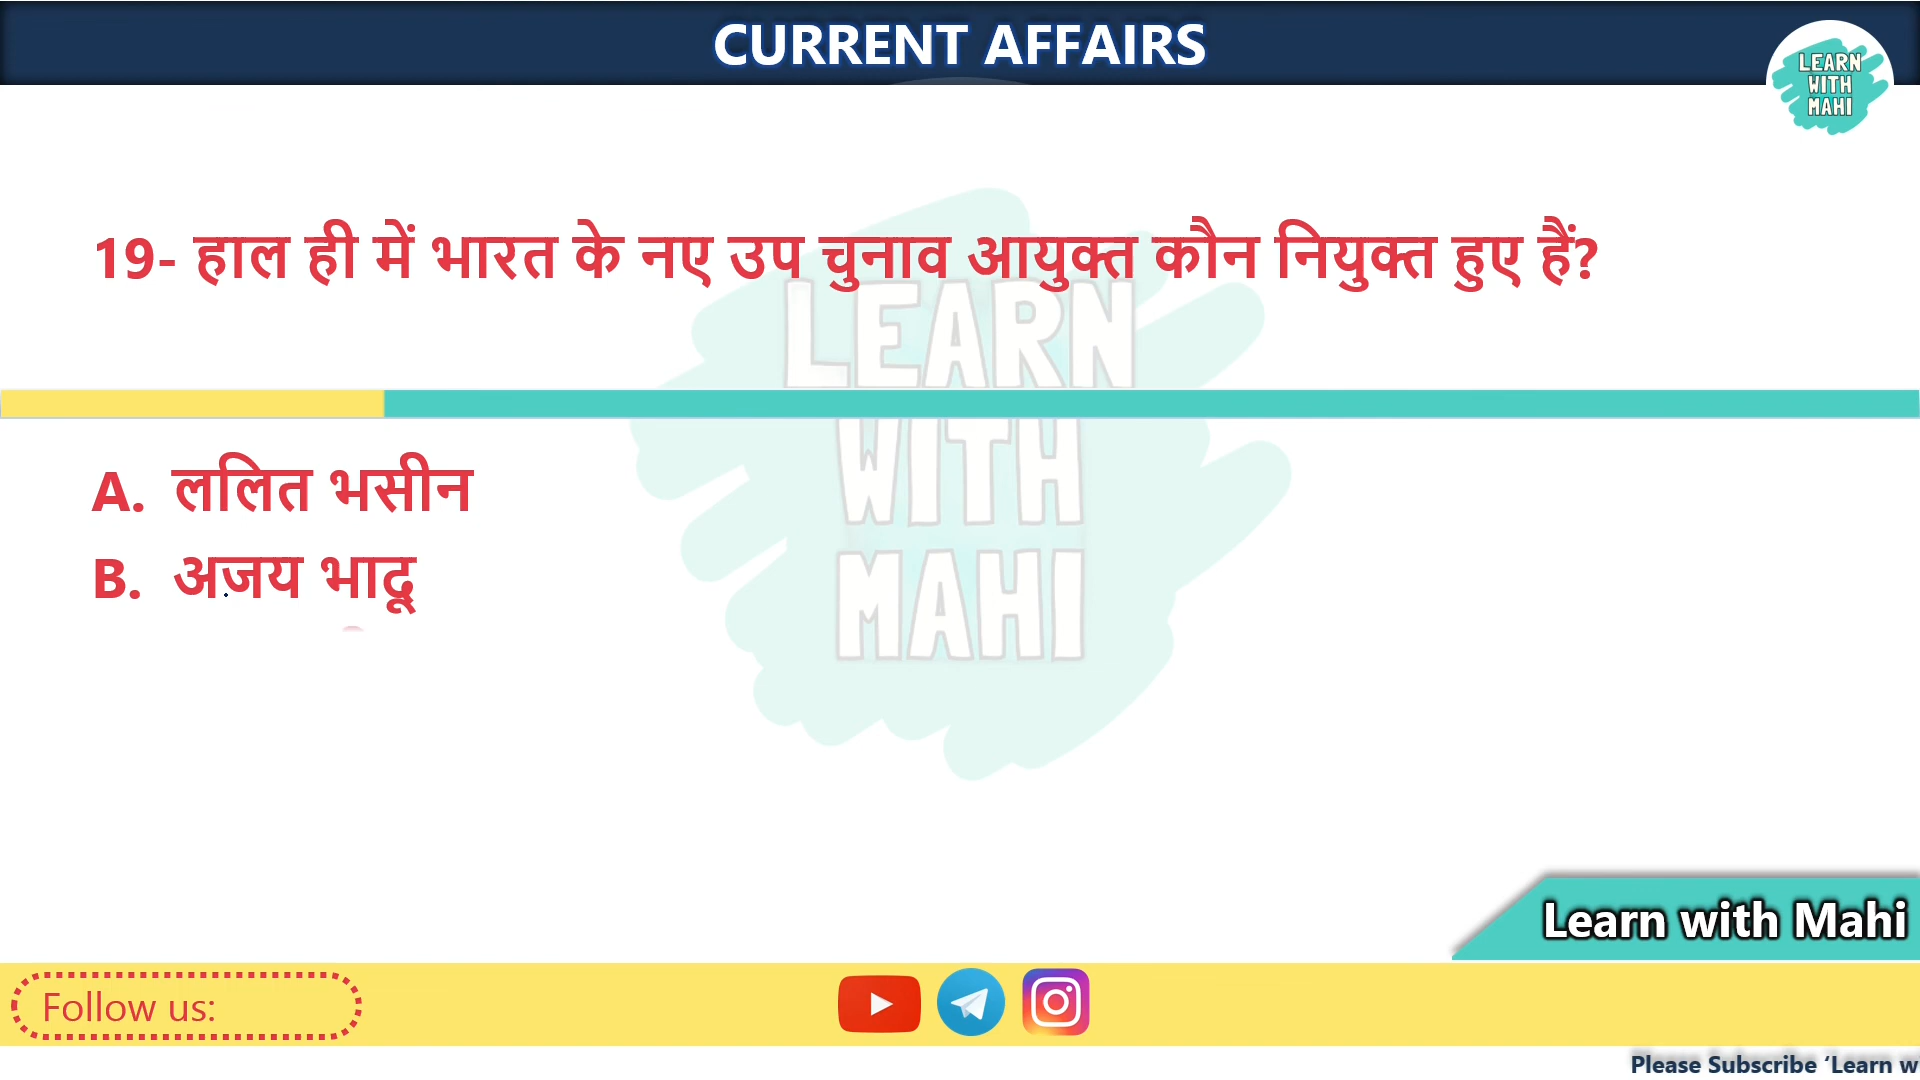 CURRENT AFFAIRS
LEARN
WITH
MAHI
19- हाल ही में भारत के नए उप चुनाव आयुक्त कौन नियुक्त हुए हैं?
LEARN
WITH
MAHI
A. ललित भसीन
B. अजय भादू
Learn with Mahi
Follow us:
Please Subscribe ‘Learn w